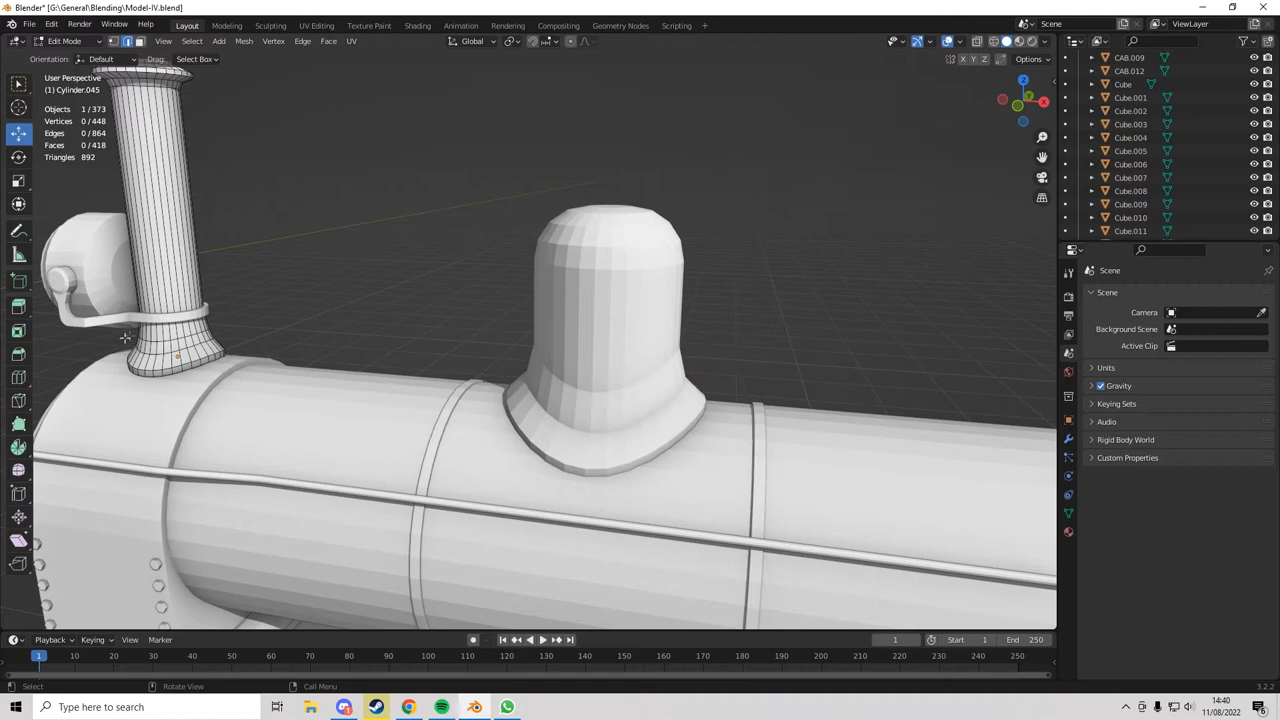 Blender* [G:\General\Blending\Model-IV.blend]
File Edit Render Window Help Layout Modeling Sculpting UV Editing Texture Paint Shading Animation Rendering Compositing Geometry Nodes Scripting + Scene ViewLayer
Edit Mode View Select Add Mesh Vertex Edge Face UV Global
Orientation: Default Drag: Select Box X Y Z Options
User Perspective
(1) Cylinder.045
Objects 1/373
Vertices 0/448
Edges 0/864
Faces 0/418
Triangles 892
Z
Y
X
CAB.009
CAB.012
Cube
Cube.001
Cube.002
Cube.003
Cube.004
Cube.005
Cube.006
Cube.007
Cube.008
Cube.009
Cube.010
Cube.011
Scene
Scene
Camera
Background Scene
Active Clip
Units
Gravity
Keying Sets
Audio
Rigid Body World
Custom Properties
Playback Keying View Marker 1 Start 1 End 250
1 10 20 30 40 50 60 70 80 90 100 110 120 130 140 150 160 170 180 190 200 210 220 230 240 250
Select Rotate View Call Menu 3.2.2
Type here to search
14:40
11/08/2022
6